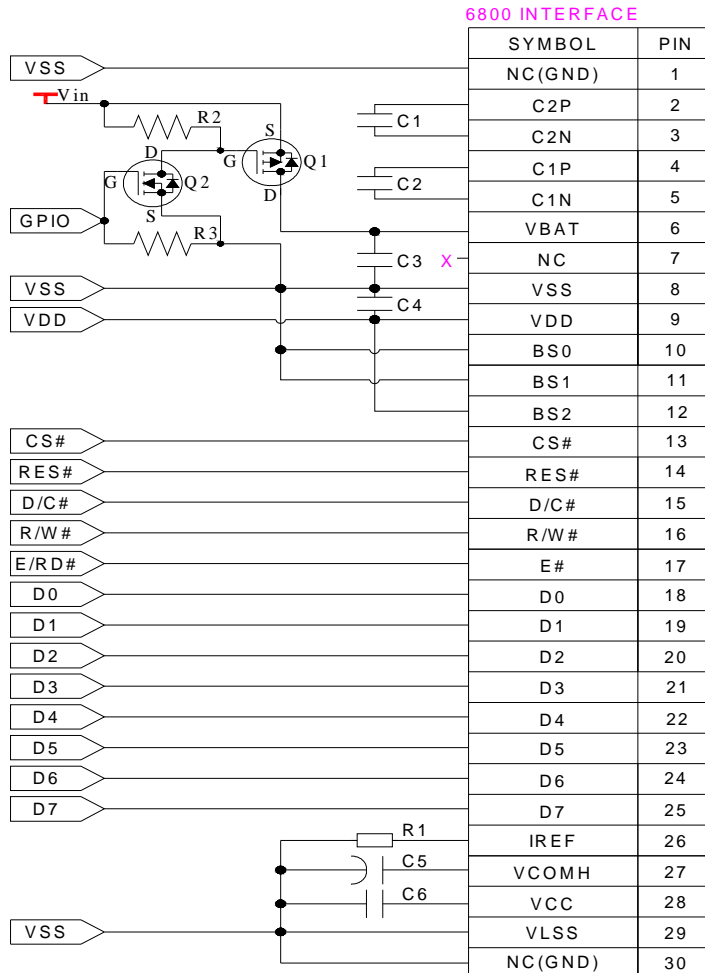 6800 INTERFACE
SYMBOL PIN
VSS NC(GND) 1
Vin C2P 2
R2 C1
S C2N 3
D G Q1 C1P 4
G Q2 C2
D C1N 5
S
GPIO R3 VBAT 6
C3 X NC 7
VSS VSS 8
C4
VDD VDD 9
BS0 10
BS1 11
BS2 12
CS# CS# 13
RES# RES# 14
D/C# D/C# 15
R/W# R/W# 16
E/RD# E# 17
D0 D0 18
D1 D1 19
D2 D2 20
D3 D3 21
D4 D4 22
D5 D5 23
D6 D6 24
D7 D7 25
R1 IREF 26
C5 VCOMH 27
C6 VCC 28
VSS VLSS 29
NC(GND) 30